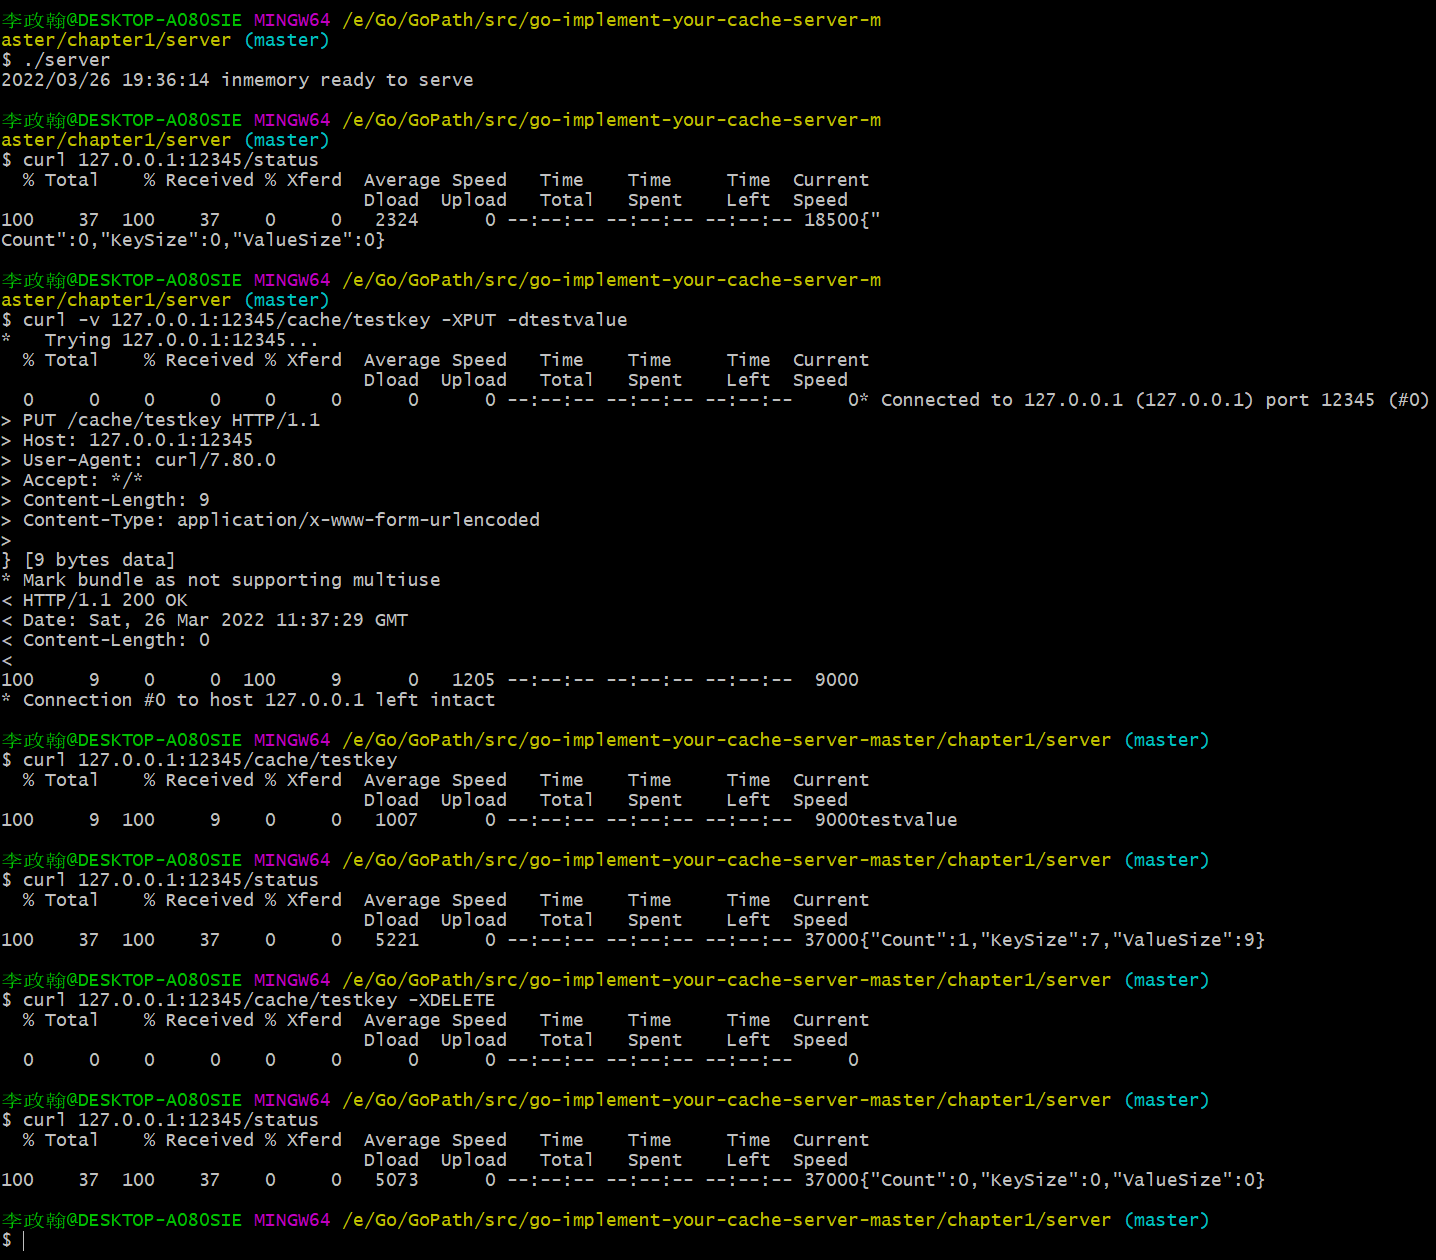 李政翰@DESKTOP-A080SIE MINGW64 /e/Go/GoPath/src/go-implement-your-cache-server-m
aster/chapter1/server (master)
$ ./server
2022/03/26 19:36:14 inmemory ready to serve
李政翰@DESKTOP-A080SIE MINGW64 /e/Go/GoPath/src/go-implement-your-cache-server-m
aster/chapter1/server (master)
$ curl 127.0.0.1:12345/status
  % Total    % Received % Xferd  Average Speed   Time    Time     Time  Current
                                 Dload  Upload   Total   Spent    Left  Speed
100    37  100    37    0     0   2324      0 --:--:-- --:--:-- --:--:-- 18500{"
Count":0,"KeySize":0,"ValueSize":0}
李政翰@DESKTOP-A080SIE MINGW64 /e/Go/GoPath/src/go-implement-your-cache-server-m
aster/chapter1/server (master)
$ curl -v 127.0.0.1:12345/cache/testkey -XPUT -dtestvalue
*   Trying 127.0.0.1:12345...
  % Total    % Received % Xferd  Average Speed   Time    Time     Time  Current
                                 Dload  Upload   Total   Spent    Left  Speed
  0     0    0     0    0     0      0      0 --:--:-- --:--:-- --:--:--     0* Connected to 127.0.0.1 (127.0.0.1) port 12345 (#0)
> PUT /cache/testkey HTTP/1.1
> Host: 127.0.0.1:12345
> User-Agent: curl/7.80.0
> Accept: */*
> Content-Length: 9
> Content-Type: application/x-www-form-urlencoded
>
} [9 bytes data]
* Mark bundle as not supporting multiuse
< HTTP/1.1 200 OK
< Date: Sat, 26 Mar 2022 11:37:29 GMT
< Content-Length: 0
<
100     9    0     0  100     9      0   1205 --:--:-- --:--:-- --:--:--  9000
* Connection #0 to host 127.0.0.1 left intact
李政翰@DESKTOP-A080SIE MINGW64 /e/Go/GoPath/src/go-implement-your-cache-server-master/chapter1/server (master)
$ curl 127.0.0.1:12345/cache/testkey
  % Total    % Received % Xferd  Average Speed   Time    Time     Time  Current
                                 Dload  Upload   Total   Spent    Left  Speed
100     9  100     9    0     0   1007      0 --:--:-- --:--:-- --:--:--  9000testvalue
李政翰@DESKTOP-A080SIE MINGW64 /e/Go/GoPath/src/go-implement-your-cache-server-master/chapter1/server (master)
$ curl 127.0.0.1:12345/status
  % Total    % Received % Xferd  Average Speed   Time    Time     Time  Current
                                 Dload  Upload   Total   Spent    Left  Speed
100    37  100    37    0     0   5221      0 --:--:-- --:--:-- --:--:-- 37000{"Count":1,"KeySize":7,"ValueSize":9}
李政翰@DESKTOP-A080SIE MINGW64 /e/Go/GoPath/src/go-implement-your-cache-server-master/chapter1/server (master)
$ curl 127.0.0.1:12345/cache/testkey -XDELETE
  % Total    % Received % Xferd  Average Speed   Time    Time     Time  Current
                                 Dload  Upload   Total   Spent    Left  Speed
  0     0    0     0    0     0      0      0 --:--:-- --:--:-- --:--:--     0
李政翰@DESKTOP-A080SIE MINGW64 /e/Go/GoPath/src/go-implement-your-cache-server-master/chapter1/server (master)
$ curl 127.0.0.1:12345/status
  % Total    % Received % Xferd  Average Speed   Time    Time     Time  Current
                                 Dload  Upload   Total   Spent    Left  Speed
100    37  100    37    0     0   5073      0 --:--:-- --:--:-- --:--:-- 37000{"Count":0,"KeySize":0,"ValueSize":0}
李政翰@DESKTOP-A080SIE MINGW64 /e/Go/GoPath/src/go-implement-your-cache-server-master/chapter1/server (master)
$